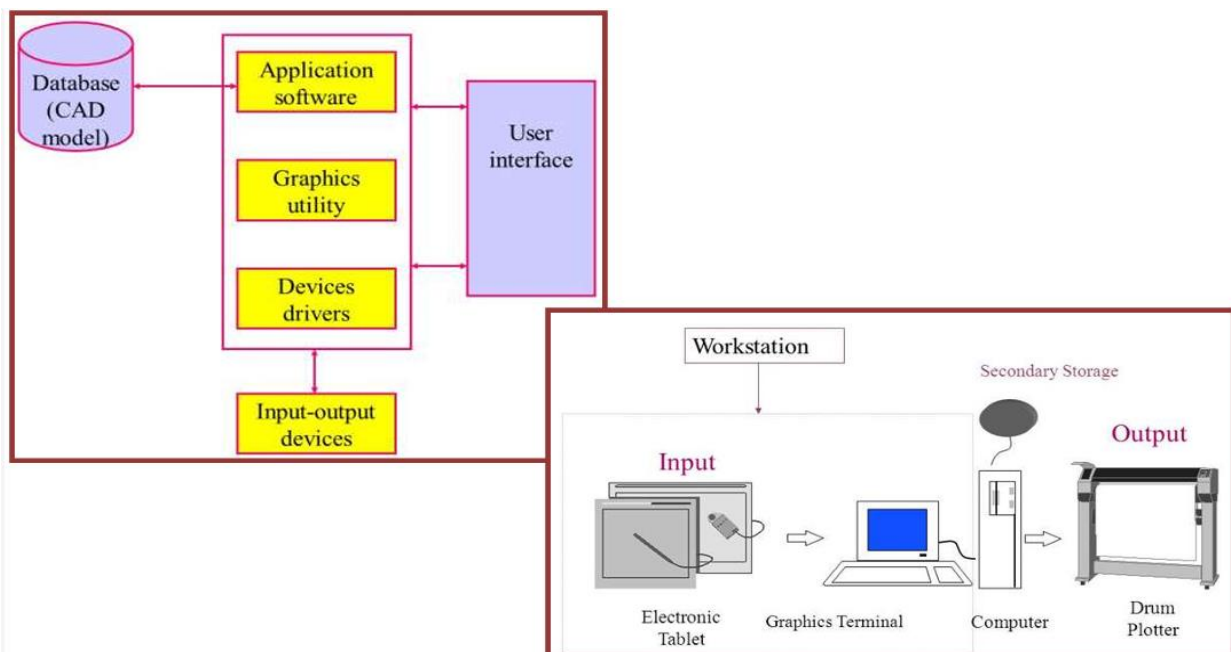 Database
(CAD
model)
Application
software
Graphics
utility
Devices
drivers
User
interface
Input-output
devices
Workstation
Secondary Storage
Input
Output
Electronic
Tablet
Graphics Terminal
Computer
Drum
Plotter